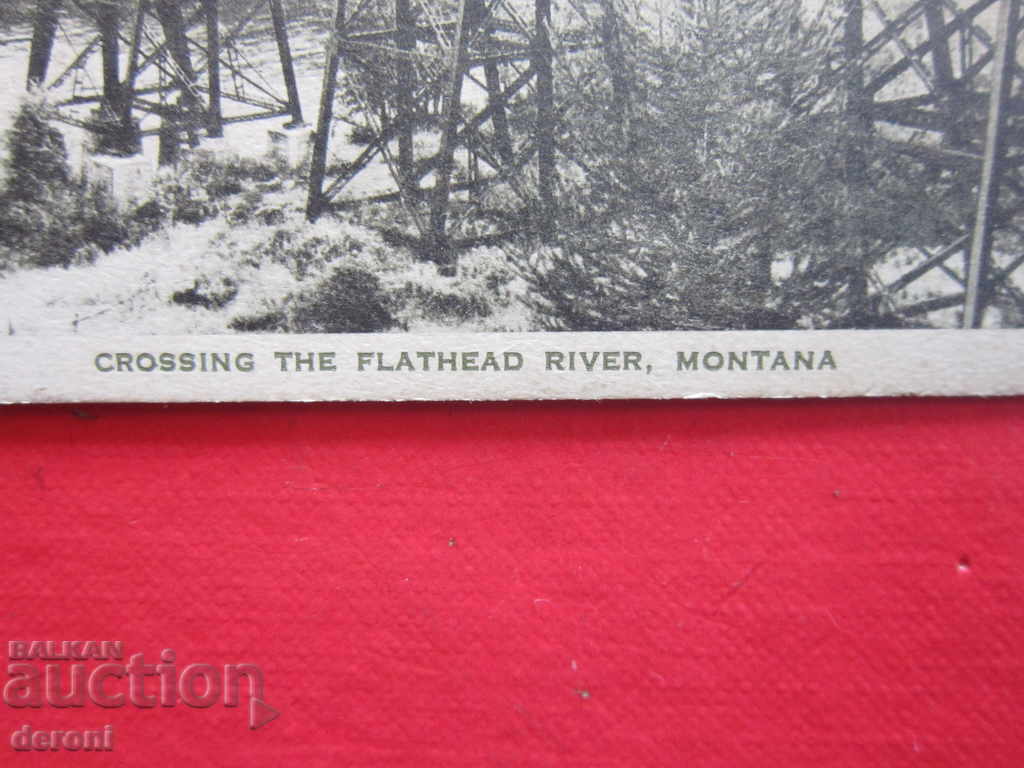 CROSSING THE FLATHEAD RIVER, MONTANA
BALKAN
auction
deroni